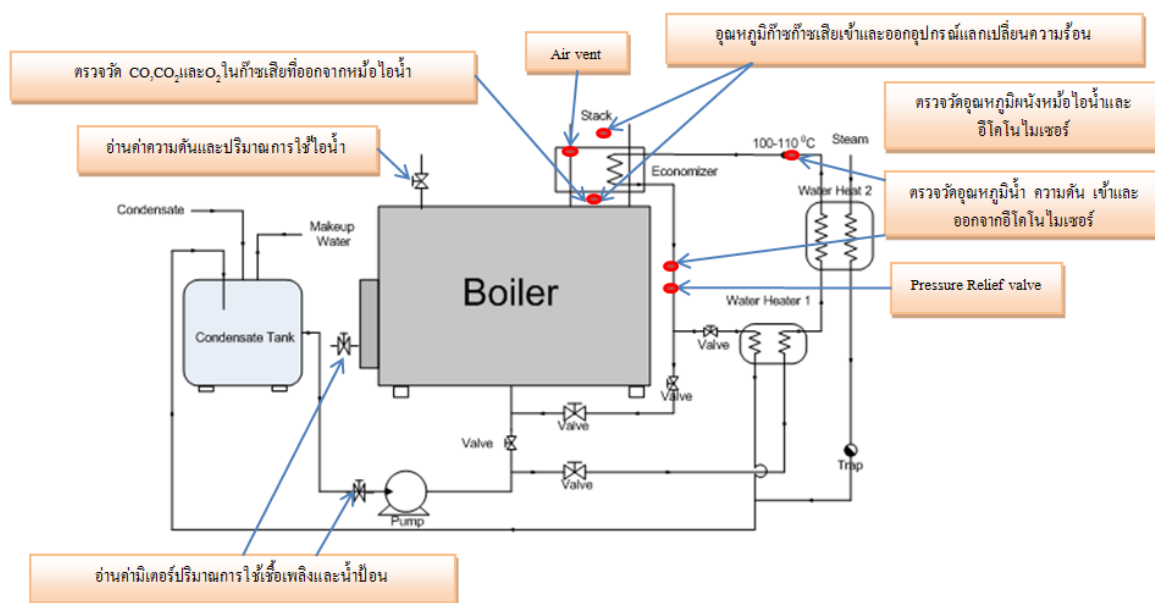 อุณหภูมิก๊าซก๊าซเสียเข้าและออกอุปกรณ์แลกเปลี่ยนความร้อน
Air vent
ตรวจวัด CO,CO₂และO₂ในก๊าซเสียที่ออกจากหม้อไอน้ำ
ตรวจวัดอุณหภูมิผนังหม้อไอน้ำและ
อีโคโนไมเซอร์
Stack
อ่านค่าความดันและปริมาณการใช้ไอน้ำ
100-110 ⁰C
Steam
Economizer
Water Heat 2
ตรวจวัดอุณหภูมิน้ำ ความดัน เข้าและ
ออกจากอีโคโนไมเซอร์
Condensate
Makeup
Water
Boiler
Pressure Relief valve
Water Heater 1
Condensate Tank
Valve
Valve
Valve
Valve
Trap
Valve
Pump
อ่านค่ามิเตอร์ปริมาณการใช้เชื้อเพลิงและน้ำป้อน